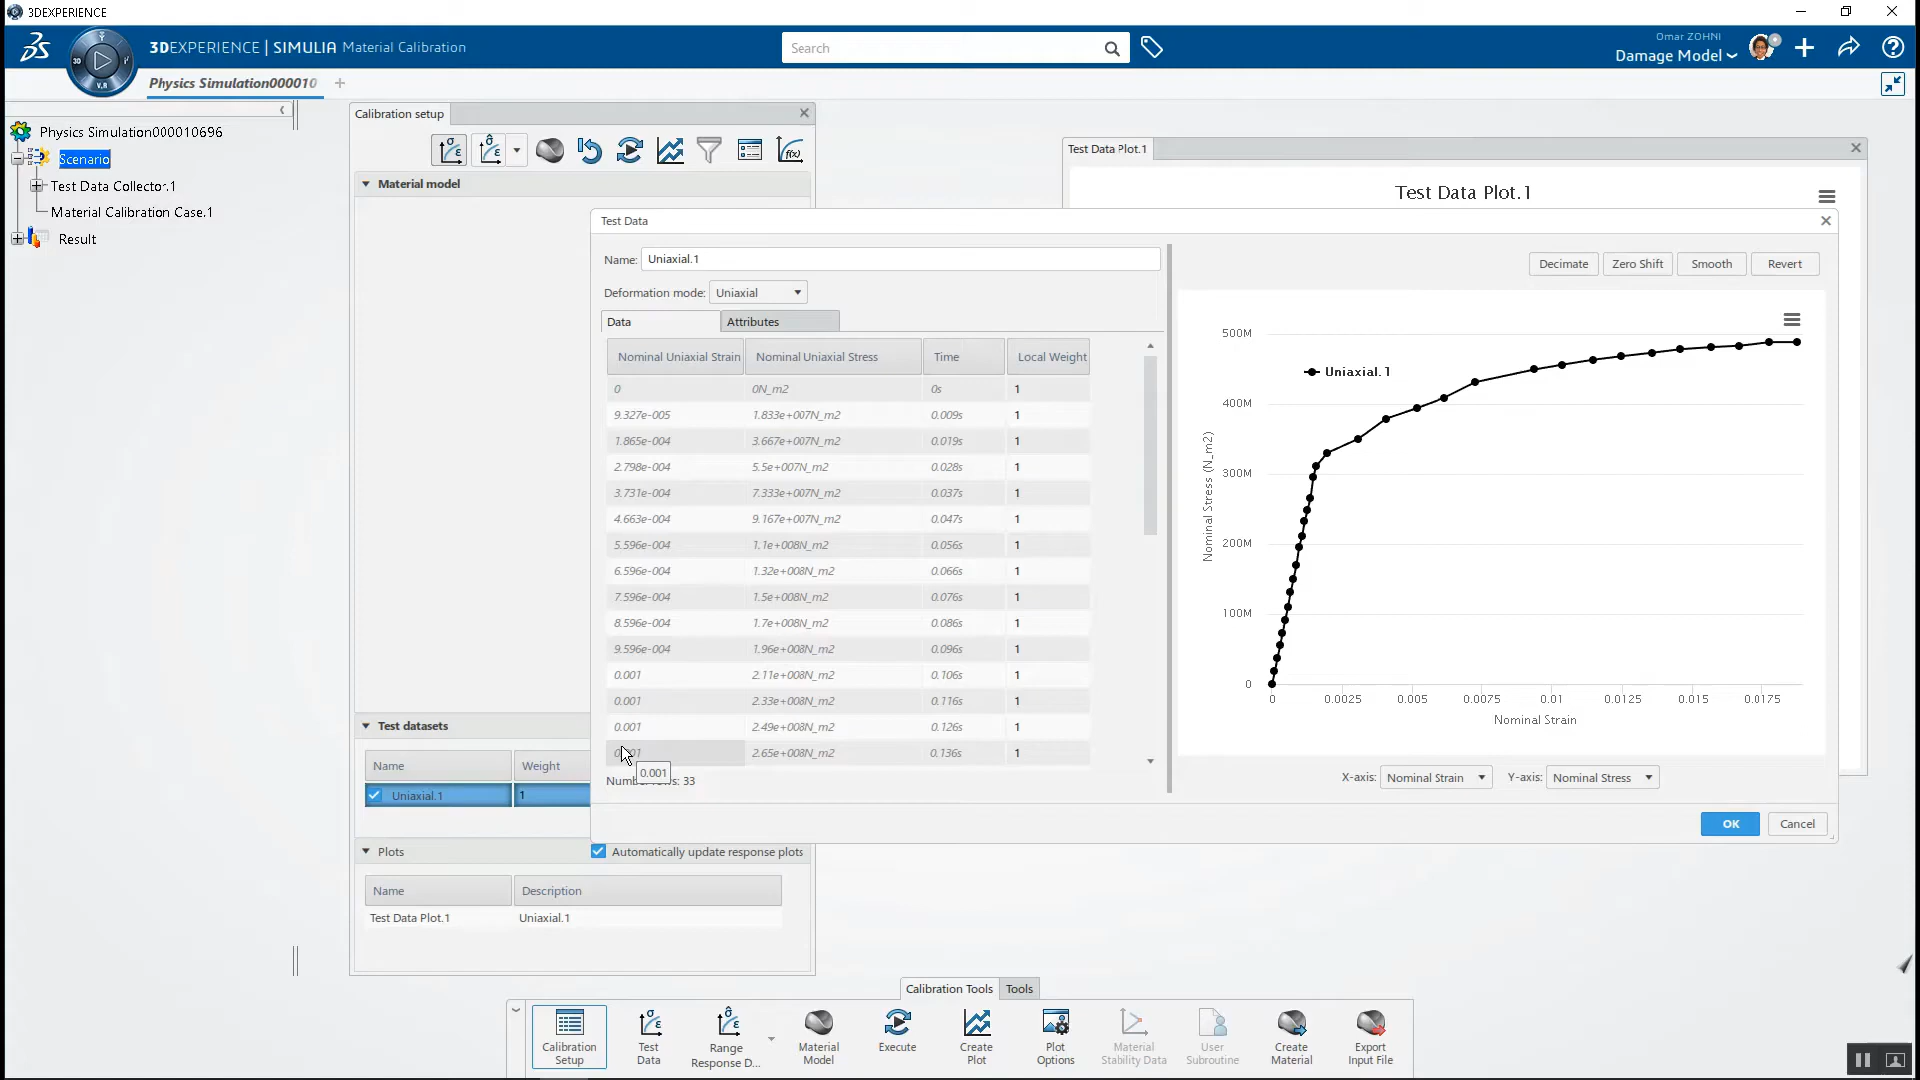 3DEXPERIENCE
3DEXPERIENCE | SIMULIA Material Calibration
Search
Omar ZOHNI
Damage Model
3D
V.R
Physics Simulation000010
Physics Simulation000010696
Scenario
Test Data Collector.1
Material Calibration Case.1
Result
Calibration setup
Material model
Test datasets
Name Weight
Uniaxial.1 1
Plots
Automatically update response plots
Name Description
Test Data Plot.1 Uniaxial.1
Test Data Plot.1
Test Data Plot.1
Test Data
Name: Uniaxial.1
Deformation mode: Uniaxial
Data Attributes
Nominal Uniaxial Strain Nominal Uniaxial Stress Time Local Weight
0 0N_m2 0s 1
9.327e-005 1.833e+007N_m2 0.009s 1
1.865e-004 3.667e+007N_m2 0.019s 1
2.798e-004 5.5e+007N_m2 0.028s 1
3.731e-004 7.333e+007N_m2 0.037s 1
4.663e-004 9.167e+007N_m2 0.047s 1
5.596e-004 1.1e+008N_m2 0.056s 1
6.596e-004 1.32e+008N_m2 0.066s 1
7.596e-004 1.5e+008N_m2 0.076s 1
8.596e-004 1.7e+008N_m2 0.086s 1
9.596e-004 1.96e+008N_m2 0.096s 1
0.001 2.11e+008N_m2 0.106s 1
0.001 2.33e+008N_m2 0.116s 1
0.001 2.49e+008N_m2 0.126s 1
2.65e+008N_m2 0.136s 1
0.001
33
Decimate Zero Shift Smooth Revert
Uniaxial.1
Nominal Stress (N_m2)
500M
400M
300M
200M
100M
0
0 0.0025 0.005 0.0075 0.01 0.0125 0.015 0.0175
Nominal Strain
X-axis: Nominal Strain Y-axis: Nominal Stress
OK Cancel
Calibration Tools Tools
Calibration Setup
Test Data
Range Response D...
Material Model
Execute
Create Plot
Plot Options
Material Stability Data
User Subroutine
Create Material
Export Input File